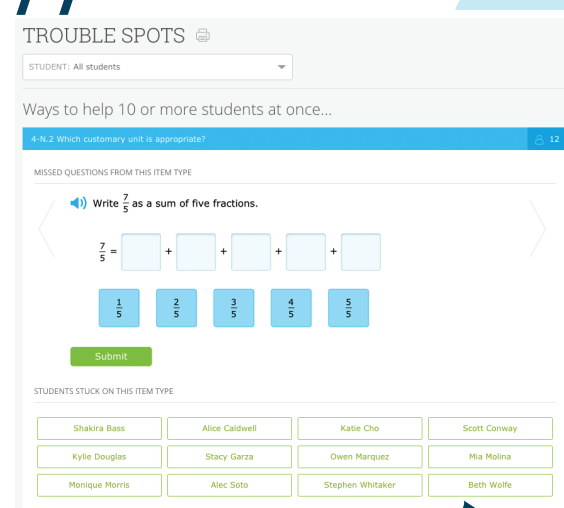 TROUBLE SPOTS
STUDENT: All students
Ways to help 10 or more students at once...
4-N.2 Which customary unit is appropriate? 12
MISSED QUESTIONS FROM THIS ITEM TYPE
Write 7/5 as a sum of five fractions.
7/5 = + + + +
1/5 2/5 3/5 4/5 5/5
Submit
STUDENTS STUCK ON THIS ITEM TYPE
Shakira Bass Alice Caldwell Katie Cho Scott Conway
Kylie Douglas Stacy Garza Owen Marquez Mia Molina
Monique Morris Alec Soto Stephen Whitaker Beth Wolfe